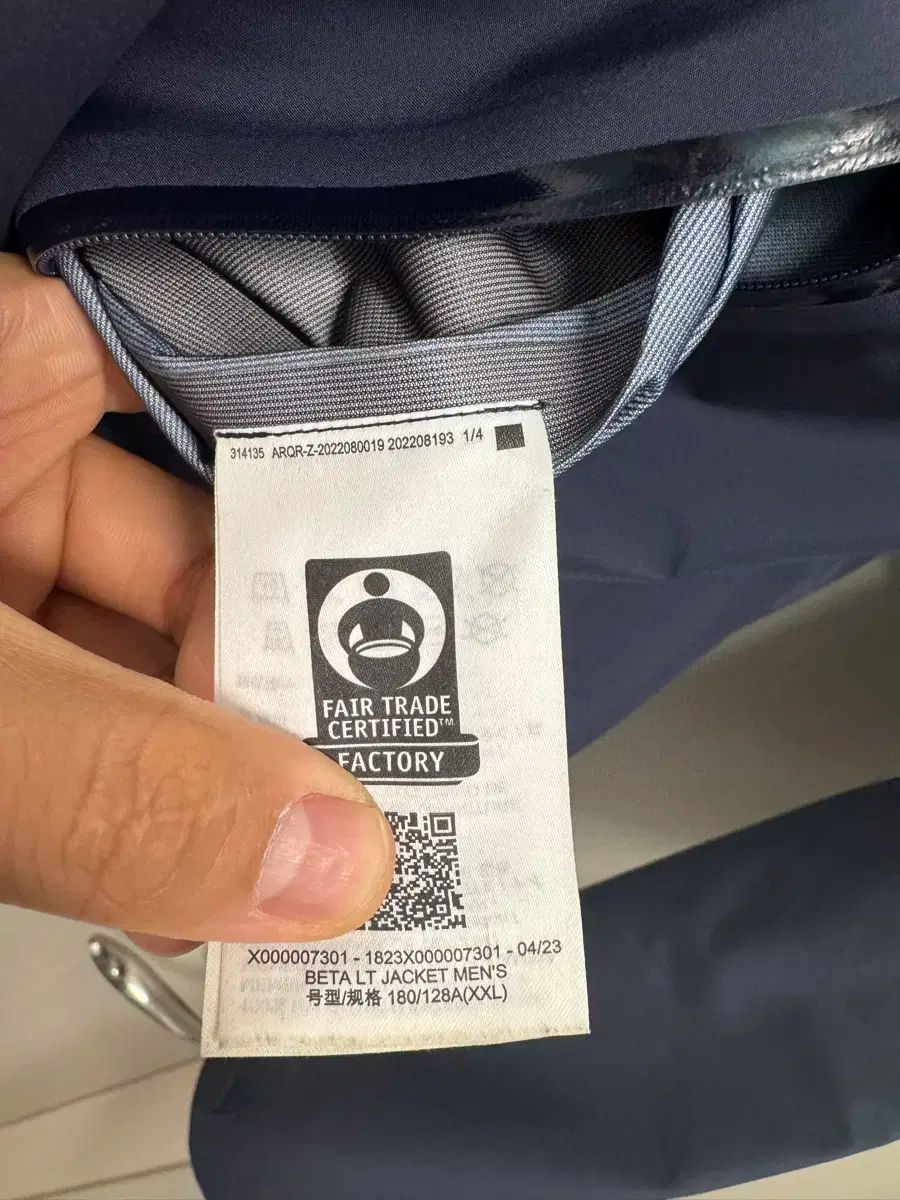 314135 ARQR-Z-2022080019 202208193 1/4
FAIR TRADE
CERTIFIED™
FACTORY
X000007301 - 1823X000007301 - 04/23
BETA LT JACKET MEN'S
号型/规格 180/128A(XXL)